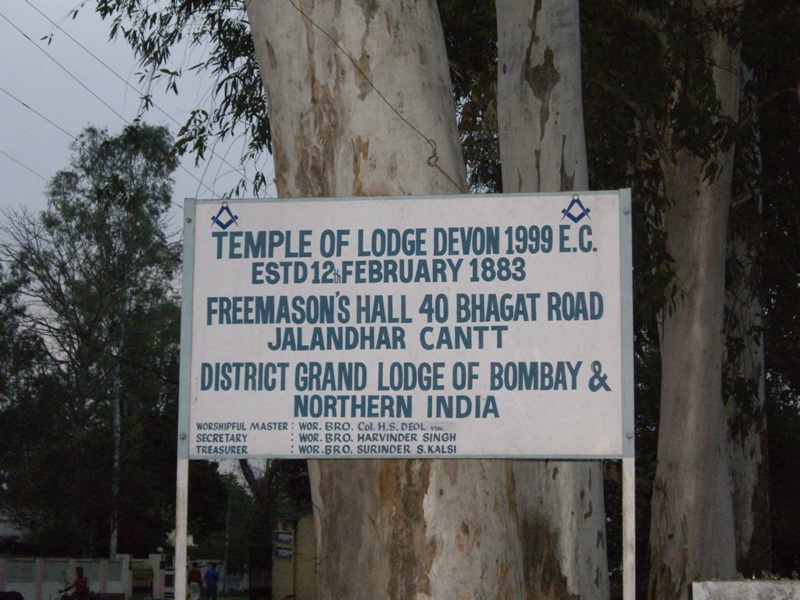 TEMPLE OF LODGE DEVON 1999 E.C.
ESTD 12th FEBRUARY 1883
FREEMASON'S HALL 40 BHAGAT ROAD
JALANDHAR CANTT
DISTRICT GRAND LODGE OF BOMBAY &
NORTHERN INDIA
WORSHIPFUL MASTER : WOR. BRO. Col. H.S. DEOL VSM.
SECRETARY : WOR. BRO. HARVINDER SINGH
TREASURER : WOR. BRO. SURINDER S. KALSI